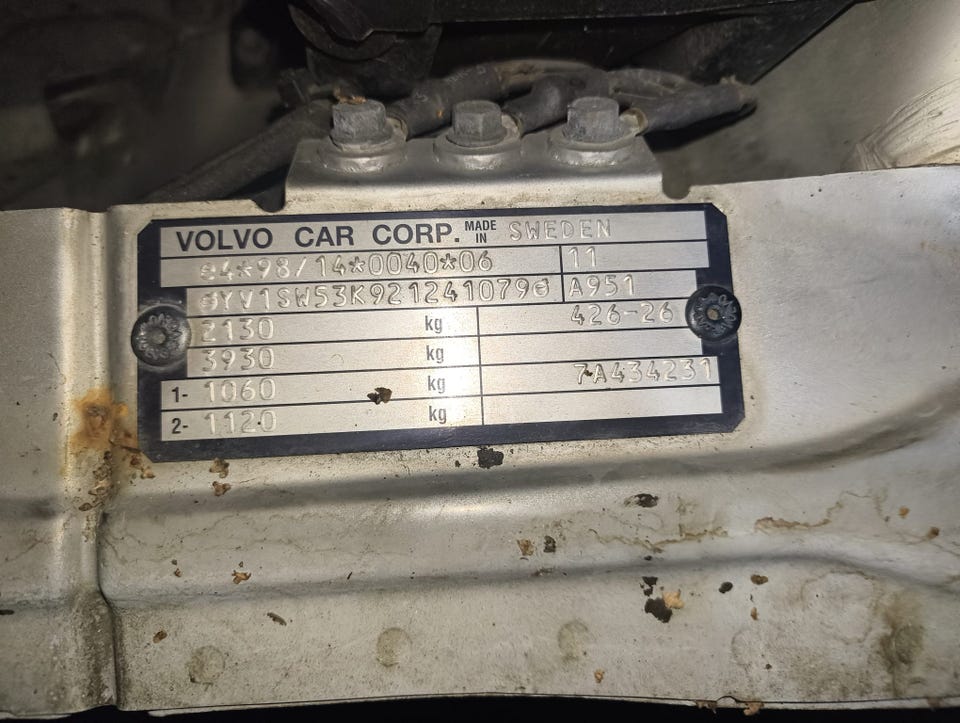 VOLVO CAR CORP. MADE IN SWEDEN
e4*98/14*0040*06 11
YV1SW53K921241079 A951
2130 kg 426-26
3930 kg
1- 1060 kg 7A434231
2- 1120 kg